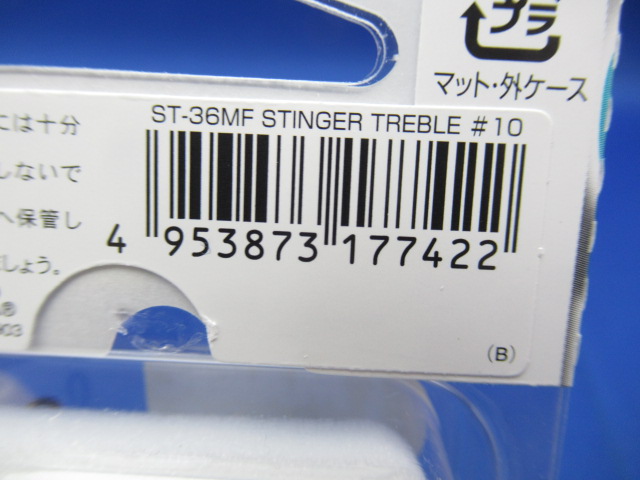 プラ
マット・外ケース
には十分
しないで
へ保管し
しょう。
®
903
ST-36MF STINGER TREBLE #10
4 953873 177422
(B)